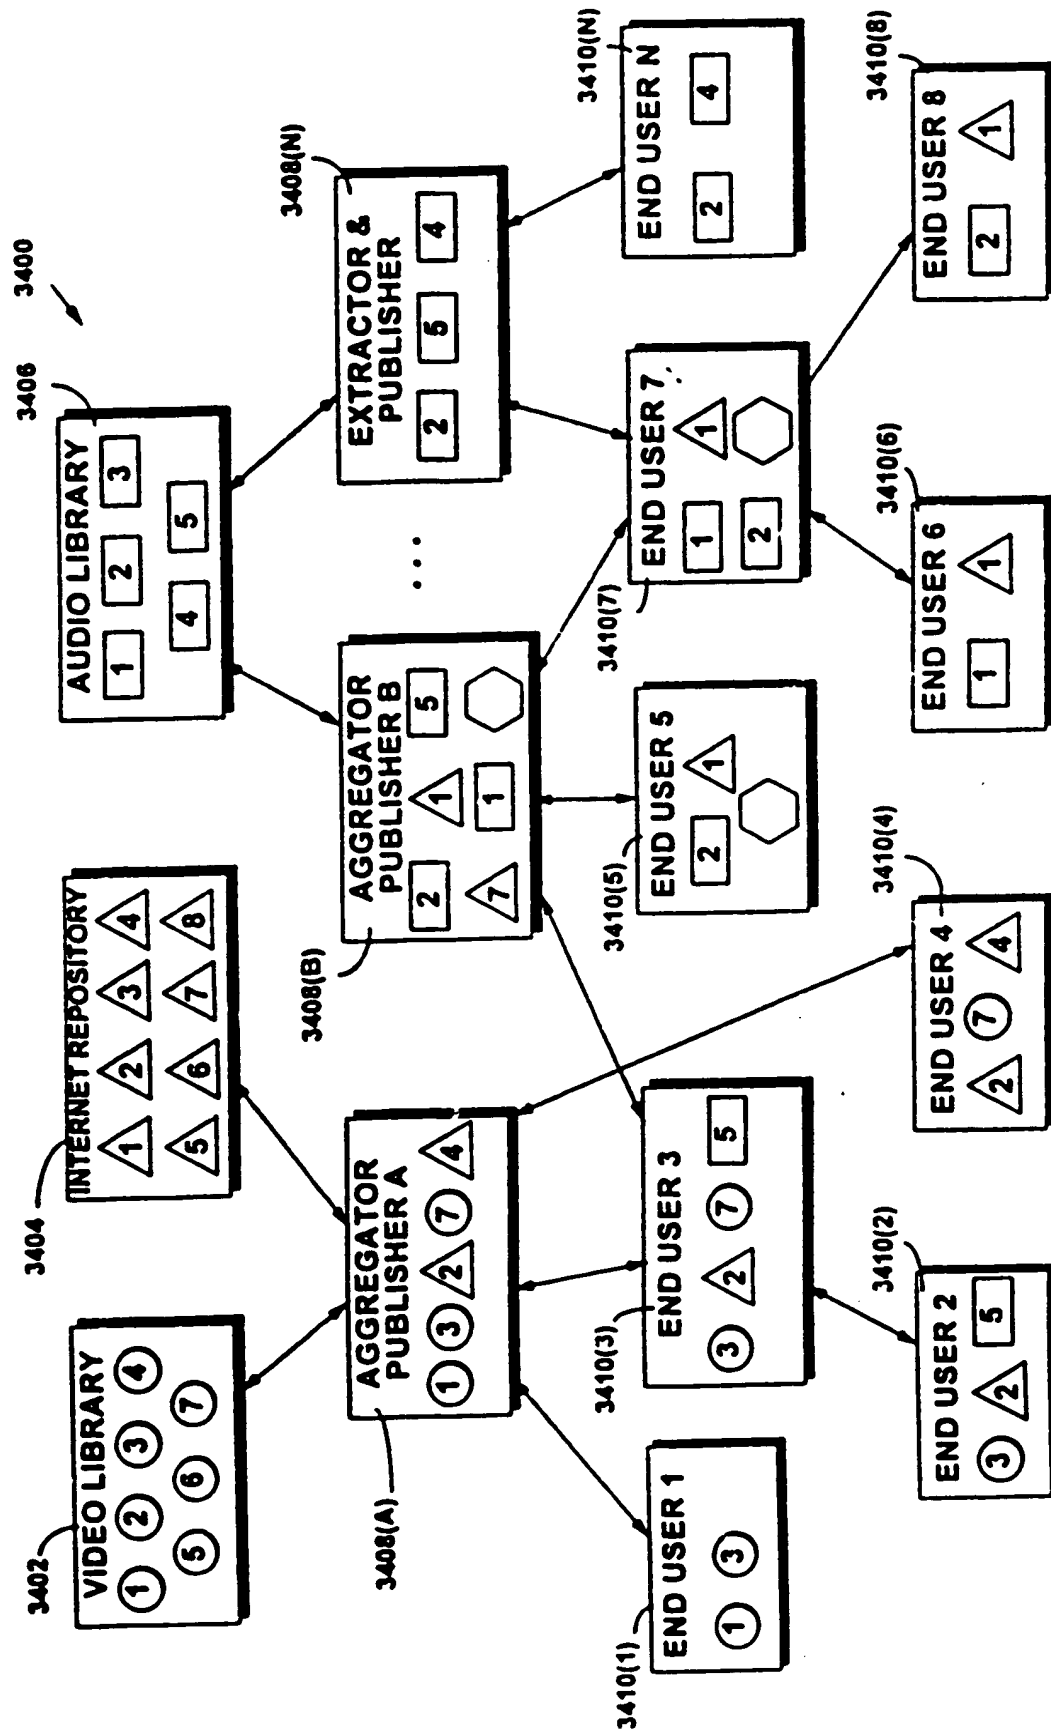 3400
3402
VIDEO LIBRARY
1 2 3 4
5 6 7
3404
INTERNET REPOSITORY
1 2 3 4
5 6 7 8
3406
AUDIO LIBRARY
1 2 3
4 5
3408(A)
AGGREGATOR
PUBLISHER A
1 3 2 7 4
3408(B)
AGGREGATOR
PUBLISHER B
2 1 5
7 1
...
3408(N)
EXTRACTOR &
PUBLISHER
2 5 4
3410(1)
END USER 1
1 3
3410(3)
END USER 3
3 2 7 5
3410(5)
END USER 5
2 1
3410(7)
END USER 7
1 1
2
3410(N)
END USER N
2 4
3410(2)
END USER 2
3 2 5
3410(4)
END USER 4
2 7 4
3410(6)
END USER 6
1 1
3410(8)
END USER 8
2 1